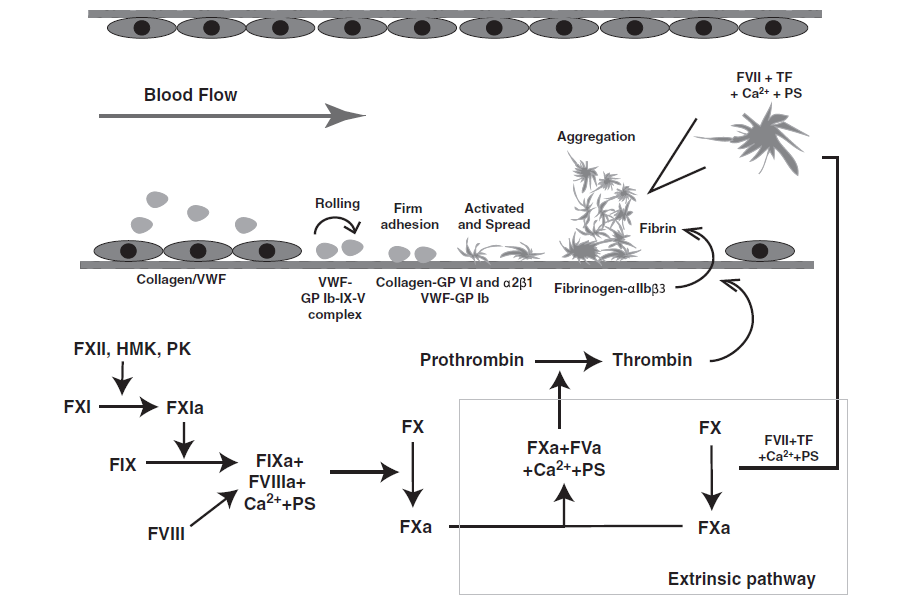 FVII + TF
+ Ca²⁺ + PS
Blood Flow
Aggregation
Rolling
Firm
adhesion
Activated
and Spread
Fibrin
Collagen/VWF
VWF-
GP Ib-IX-V
complex
Collagen-GP VI and α2β1
VWF-GP Ib
Fibrinogen-αIIbβ3
FXII, HMK, PK
Prothrombin
Thrombin
FXI
FXIa
FX
FX
FVII+TF
+Ca²⁺+PS
FXa+FVa
+Ca²⁺+PS
FIX
FIXa+
FVIIIa+
Ca²⁺+PS
FVIII
FXa
FXa
Extrinsic pathway